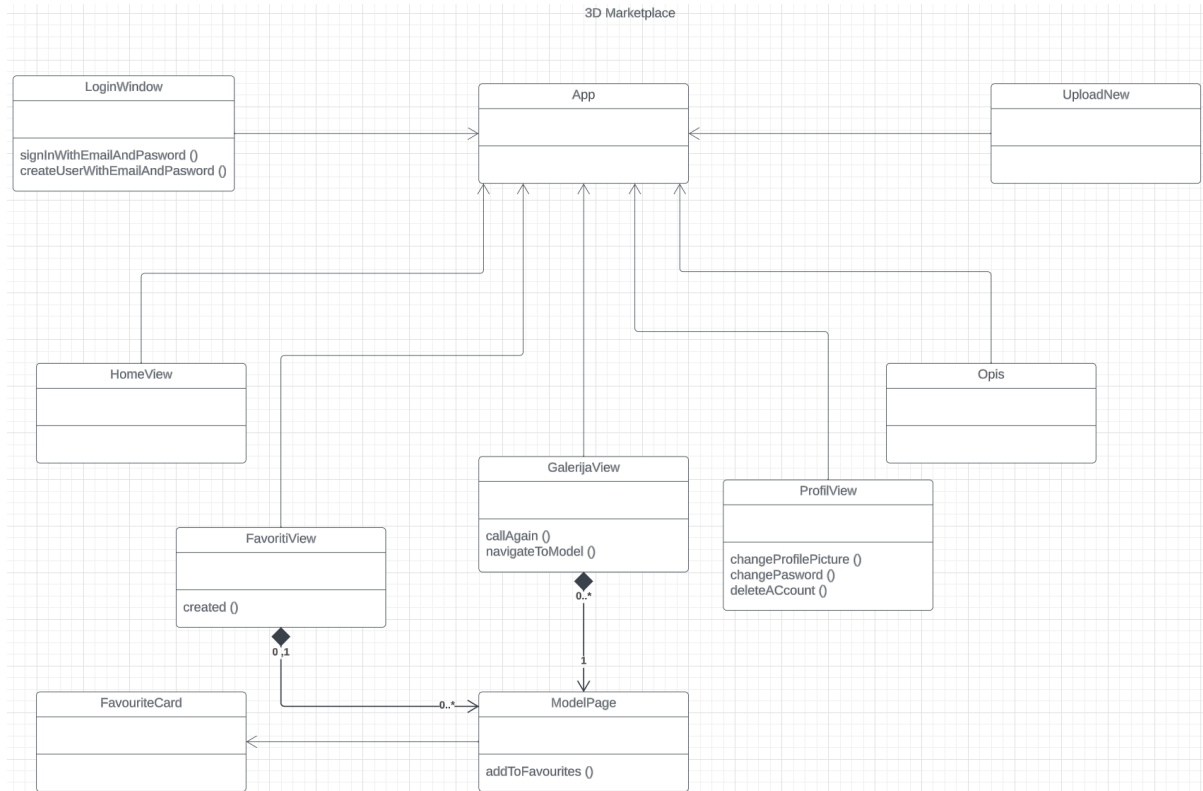 3D Marketplace
LoginWindow
signInWithEmailAndPasword ()
createUserWithEmailAndPasword ()
App
UploadNew
HomeView
Opis
GalerijaView
callAgain ()
navigateToModel ()
ProfilView
changeProfilePicture ()
changePasword ()
deleteACcount ()
FavoritiView
created ()
0..*
1
0 ,1
0..*
FavouriteCard
ModelPage
addToFavourites ()